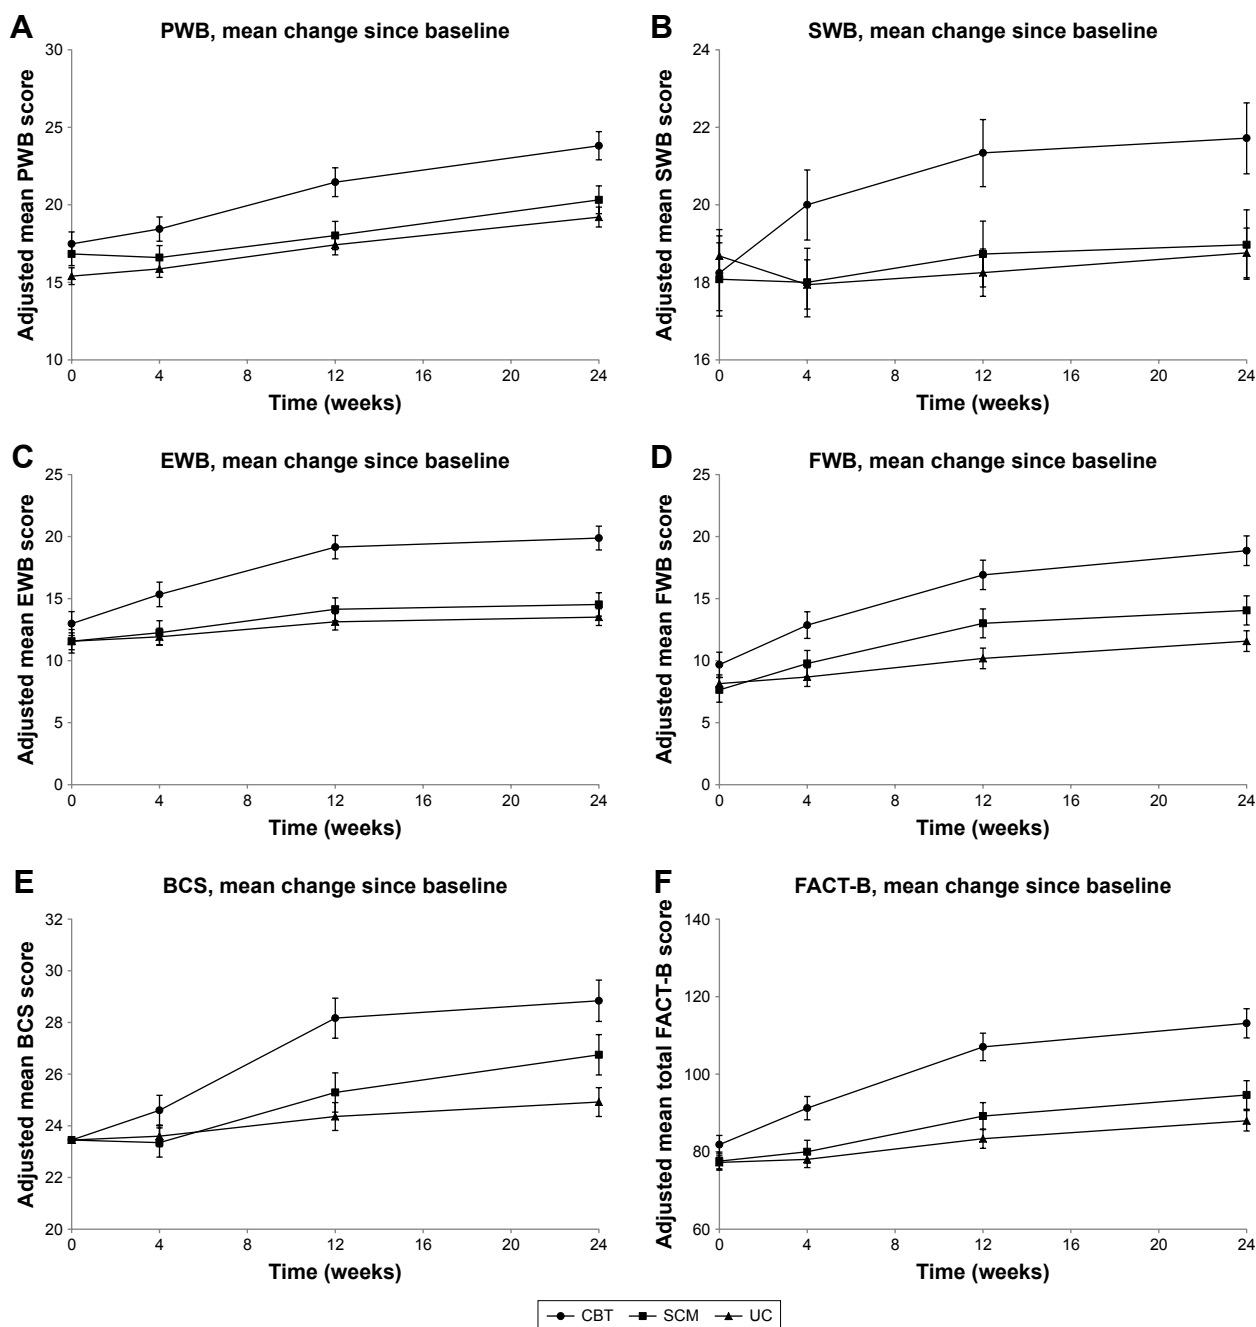 A
PWB, mean change since baseline
Adjusted mean PWB score
30
25
20
15
10
0 4 8 12 16 20 24
Time (weeks)
B
SWB, mean change since baseline
Adjusted mean SWB score
24
22
20
18
16
0 4 8 12 16 20 24
Time (weeks)
C
EWB, mean change since baseline
Adjusted mean EWB score
25
20
15
10
5
0
0 4 8 12 16 20 24
Time (weeks)
D
FWB, mean change since baseline
Adjusted mean FWB score
25
20
15
10
5
0
0 4 8 12 16 20 24
Time (weeks)
E
BCS, mean change since baseline
Adjusted mean BCS score
32
30
28
26
24
22
20
0 4 8 12 16 20 24
Time (weeks)
F
FACT-B, mean change since baseline
Adjusted mean total FACT-B score
140
120
100
80
60
0 4 8 12 16 20 24
Time (weeks)
CBT SCM UC